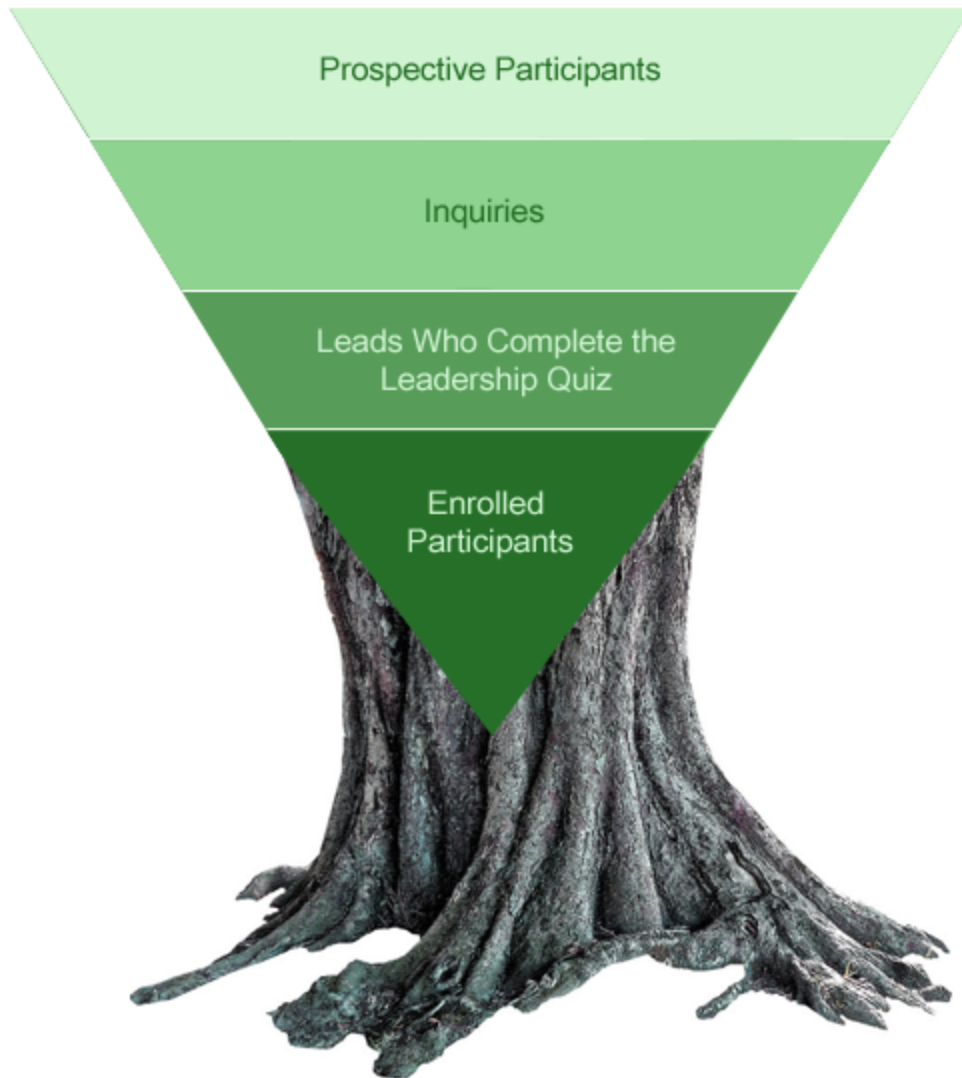 Prospective Participants
Inquiries
Leads Who Complete the
Leadership Quiz
Enrolled
Participants